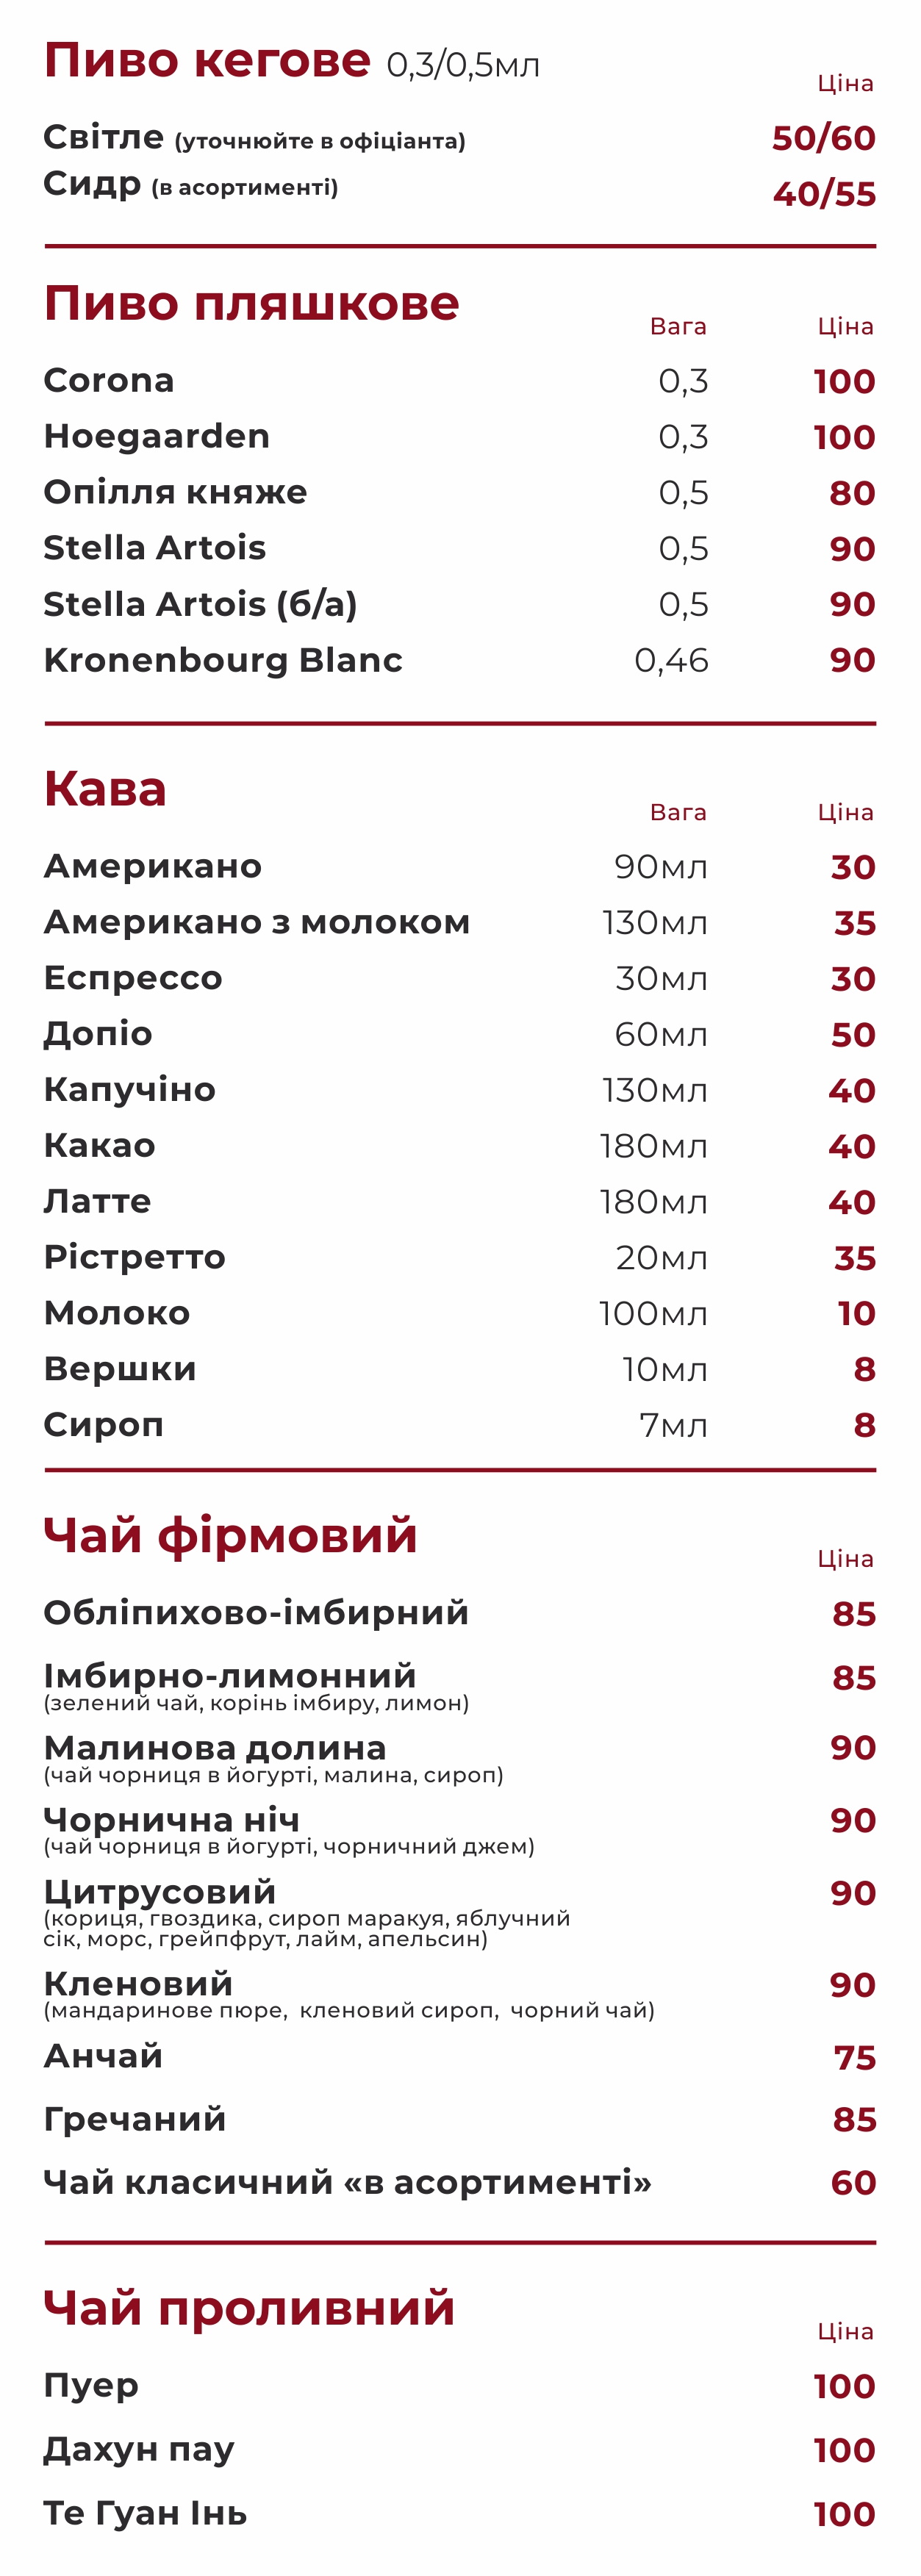 Пиво кегове 0,3/0,5мл
Ціна
Світле (уточнюйте в офіціанта) 50/60
Сидр (в асортименті) 40/55
Пиво пляшкове
Вага Ціна
Corona 0,3 100
Hoegaarden 0,3 100
Опілля княже 0,5 80
Stella Artois 0,5 90
Stella Artois (б/а) 0,5 90
Kronenbourg Blanc 0,46 90
Кава
Вага Ціна
Американо 90мл 30
Американо з молоком 130мл 35
Еспрессо 30мл 30
Допіо 60мл 50
Капучіно 130мл 40
Какао 180мл 40
Латте 180мл 40
Рістретто 20мл 35
Молоко 100мл 10
Вершки 10мл 8
Сироп 7мл 8
Чай фірмовий
Ціна
Обліпихово-імбирний 85
Імбирно-лимонний 85
(зелений чай, корінь імбиру, лимон)
Малинова долина 90
(чай чорниця в йогурті, малина, сироп)
Чорнична ніч 90
(чай чорниця в йогурті, чорничний джем)
Цитрусовий 90
(кориця, гвоздика, сироп маракуя, яблучний
сік, морс, грейпфрут, лайм, апельсин)
Кленовий 90
(мандаринове пюре, кленовий сироп, чорний чай)
Анчай 75
Гречаний 85
Чай класичний «в асортименті» 60
Чай проливний
Ціна
Пуер 100
Дахун пау 100
Те Гуан Інь 100